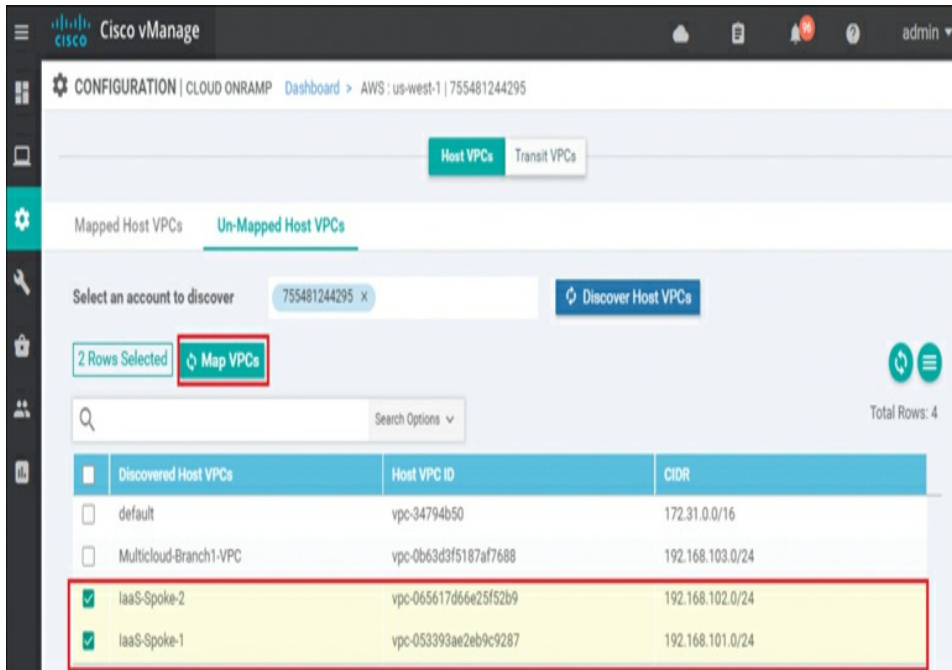 cisco Cisco vManage 96 admin
CONFIGURATION | CLOUD ONRAMP Dashboard > AWS : us-west-1 | 755481244295
Host VPCs Transit VPCs
Mapped Host VPCs Un-Mapped Host VPCs
Select an account to discover 755481244295 × Discover Host VPCs
2 Rows Selected Map VPCs
Search Options Total Rows: 4
Discovered Host VPCs Host VPC ID CIDR
default vpc-34794b50 172.31.0.0/16
Multicloud-Branch1-VPC vpc-0b63d3f5187af7688 192.168.103.0/24
IaaS-Spoke-2 vpc-065617d66e25f52b9 192.168.102.0/24
IaaS-Spoke-1 vpc-053393ae2eb9c9287 192.168.101.0/24